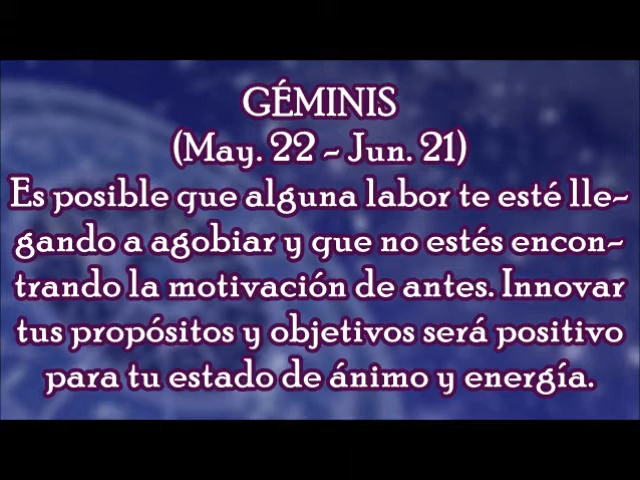 GÉMINIS
(May. 22 - Jun. 21)
Es posible que alguna labor te esté lle-
gando a agobiar y que no estés encon-
trando la motivación de antes. Innovar
tus propósitos y objetivos será positivo
para tu estado de ánimo y energía.